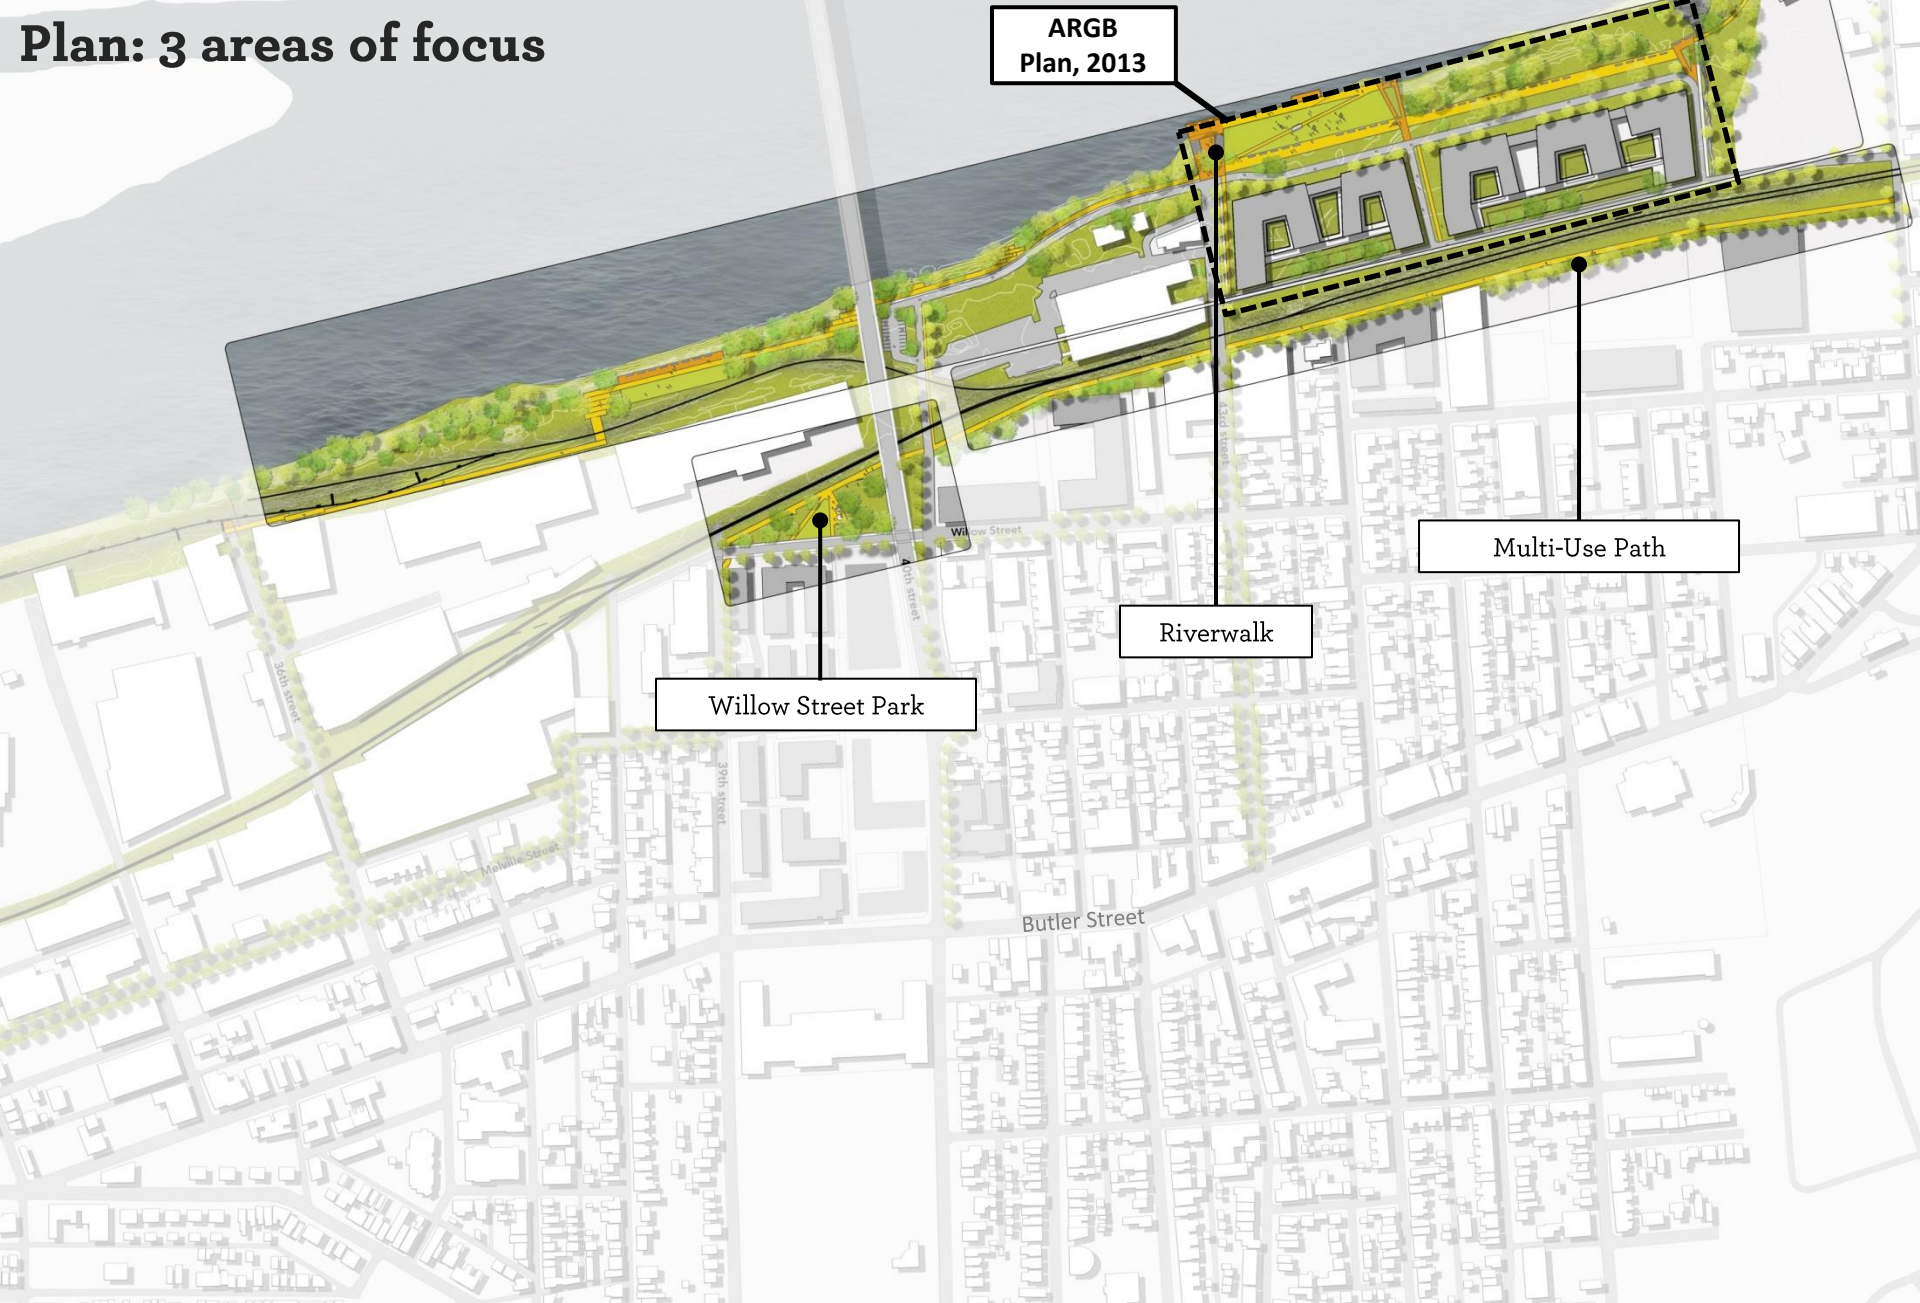 Plan: 3 areas of focus
ARGB
Plan, 2013
43rd street
Willow Street
Multi-Use Path
40th street
Riverwalk
36th street
Willow Street Park
39th street
Melville Street
Butler Street